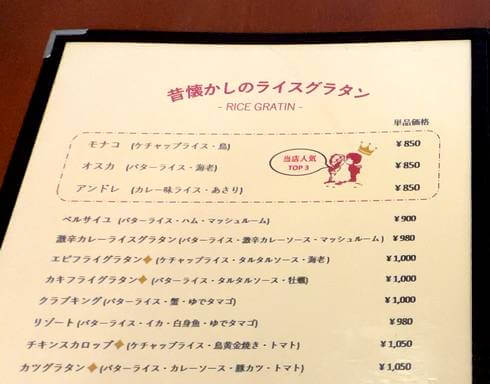 昔懐かしのライスグラタン
- RICE GRATIN -
単品価格
モナコ (ケチャップライス・鳥) ¥850
オスカ (バターライス・海老) ¥850
アンドレ (カレー味ライス・あさり) ¥850
当店人気
TOP 3
ベルサイユ (バターライス・ハム・マッシュルーム) ¥900
激辛カレーライスグラタン (バターライス・激辛カレーソース・マッシュルーム) ¥980
エビフライグラタン◆ (ケチャップライス・タルタルソース・海老) ¥1,000
カキフライグラタン◆ (バターライス・タルタルソース・牡蠣) ¥1,000
クラブキング (バターライス・蟹・ゆでタマゴ) ¥1,000
リゾート (バターライス・イカ・白身魚・ゆでタマゴ) ¥980
チキンスカロップ◆ (ケチャップライス・鳥黄金焼き・トマト) ¥1,050
カツグラタン◆ (バターライス・カレーソース・豚カツ・トマト) ¥1,050